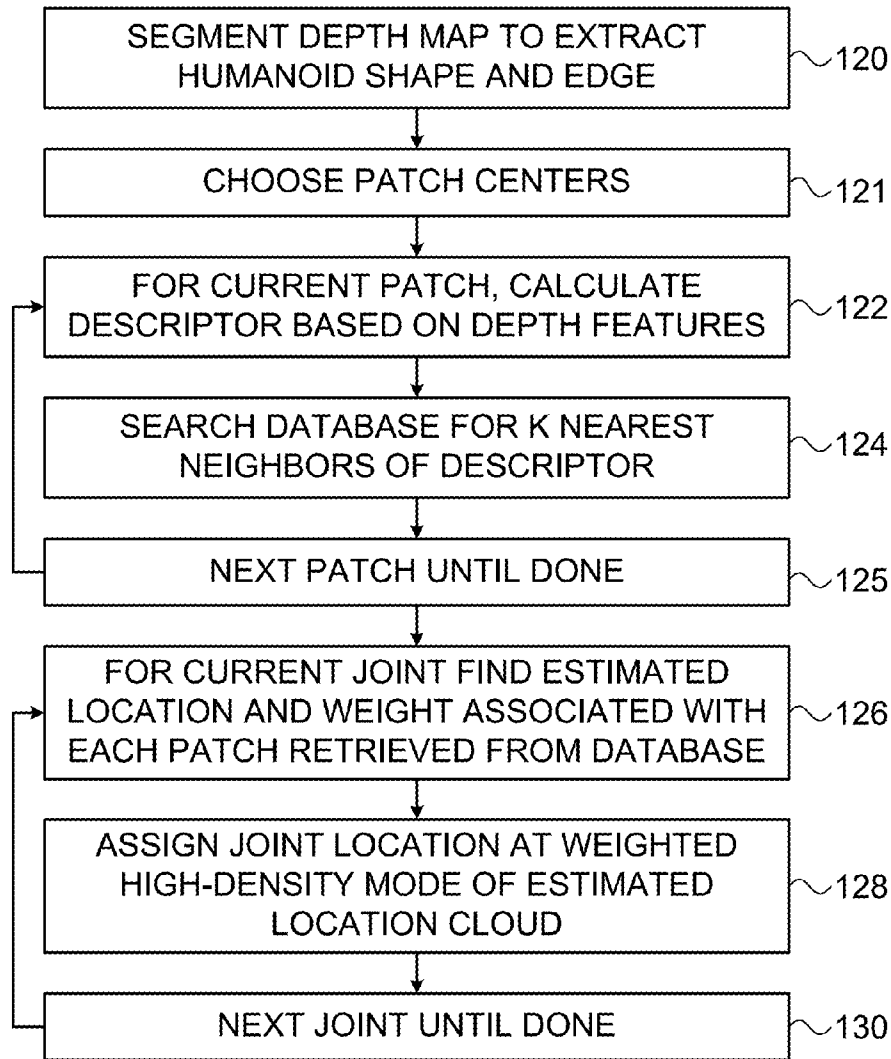 SEGMENT DEPTH MAP TO EXTRACT
HUMANOID SHAPE AND EDGE
120
CHOOSE PATCH CENTERS
121
FOR CURRENT PATCH, CALCULATE
DESCRIPTOR BASED ON DEPTH FEATURES
122
SEARCH DATABASE FOR K NEAREST
NEIGHBORS OF DESCRIPTOR
124
NEXT PATCH UNTIL DONE
125
FOR CURRENT JOINT FIND ESTIMATED
LOCATION AND WEIGHT ASSOCIATED WITH
EACH PATCH RETRIEVED FROM DATABASE
126
ASSIGN JOINT LOCATION AT WEIGHTED
HIGH-DENSITY MODE OF ESTIMATED
LOCATION CLOUD
128
NEXT JOINT UNTIL DONE
130